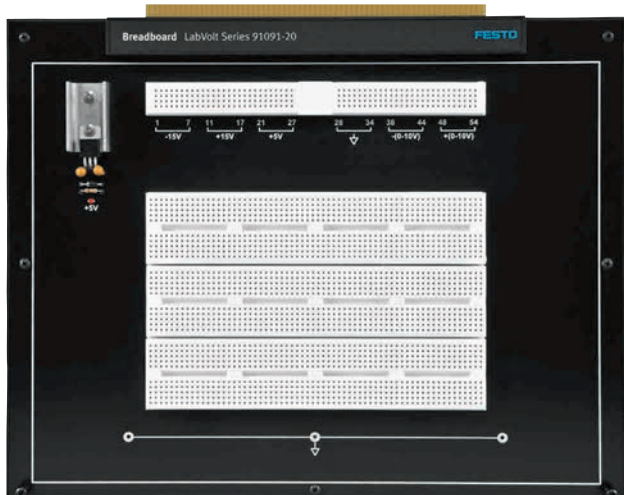 Breadboard LabVolt Series 91091-20 FESTO
1 7 11 17 21 27 28 34 38 44 48 54
-15V +15V +5V -(0-10V) +(0-10V)
+5V